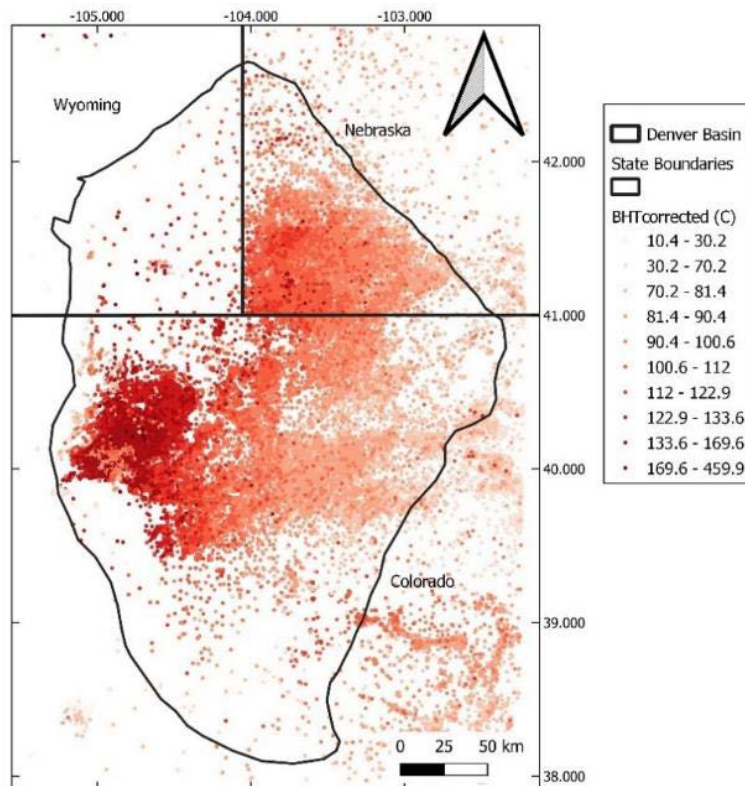 -105.000 -104.000 -103.000
Wyoming
Nebraska
42.000
41.000
40.000
Colorado
39.000
0 25 50 km
38.000
Denver Basin
State Boundaries
BHTcorrected (C)
10.4 - 30.2
30.2 - 70.2
70.2 - 81.4
81.4 - 90.4
90.4 - 100.6
100.6 - 112
112 - 122.9
122.9 - 133.6
133.6 - 169.6
169.6 - 459.9